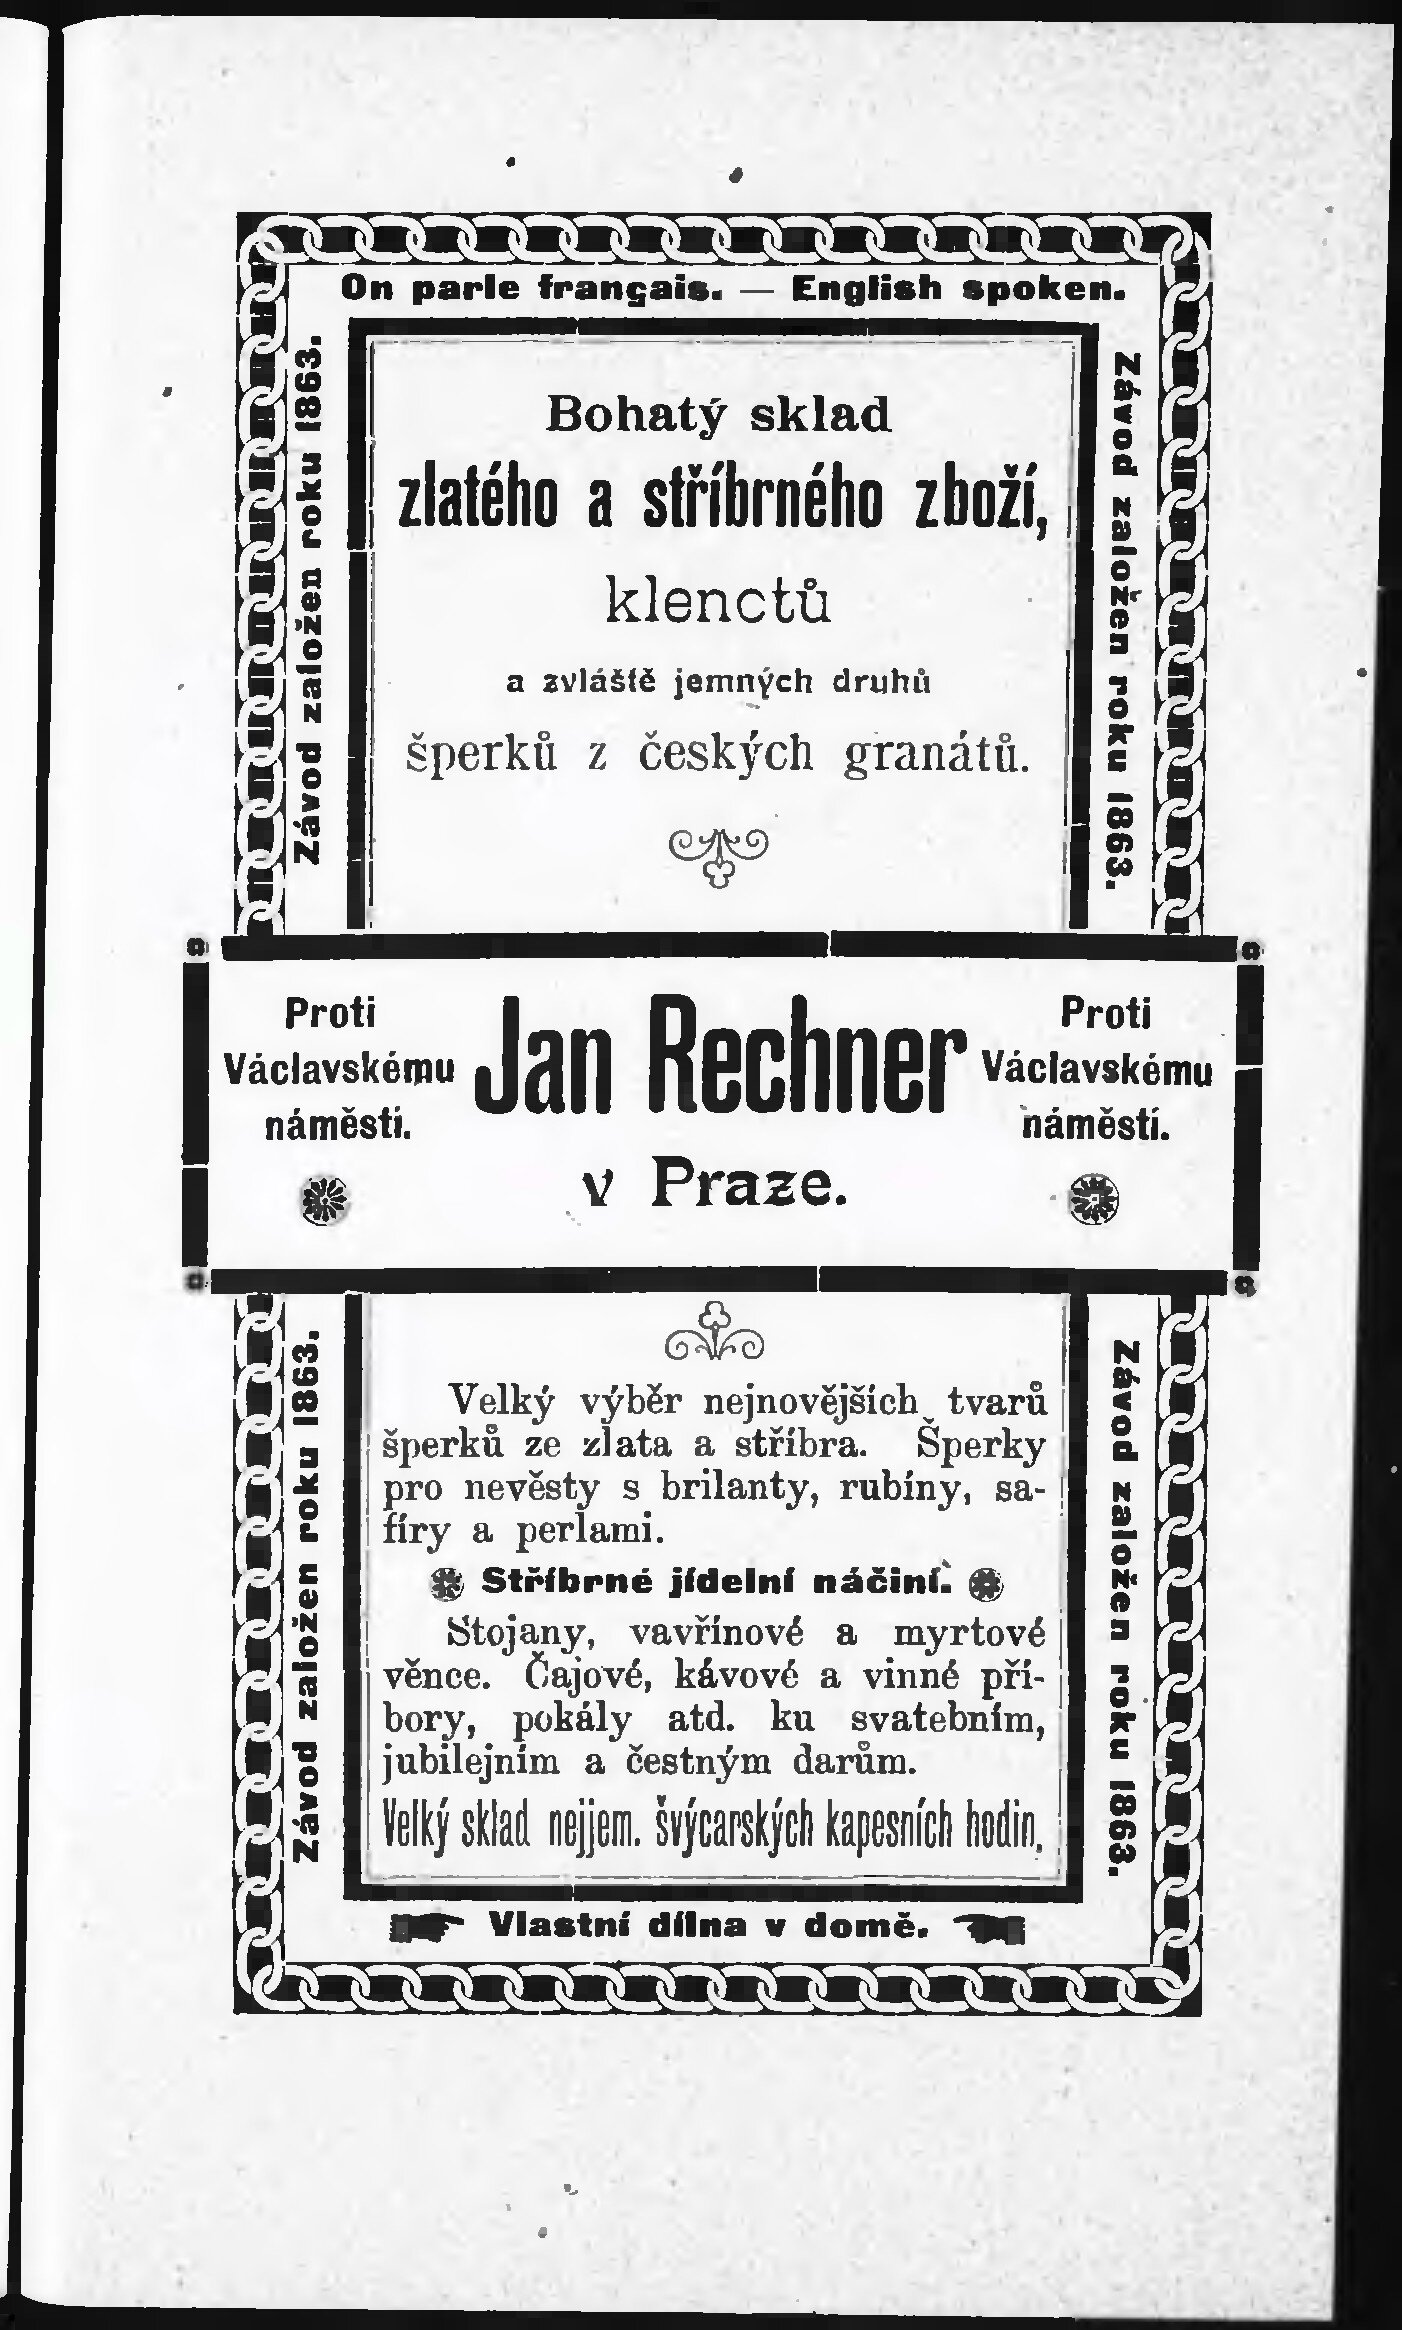 On parle français. — English spoken.
Závod založen roku 1863.
Závod založen roku 1863.
Bohatý sklad
zlatého a stříbrného zboží,
klenctů
a zvláště jemných druhů
šperků z českých granátů.
Proti
Václavskému
náměstí.
Jan Rechner
v Praze.
Proti
Václavskému
náměstí.
Závod založen roku 1863.
Závod založen roku 1863.
Velký výběr nejnovějších tvarů
šperků ze zlata a stříbra. Šperky
pro nevěsty s brilanty, rubíny, sa-
fíry a perlami.
Stříbrné jídelní náčiní.
Stojany, vavřínové a myrtové
věnce. Čajové, kávové a vinné pří-
bory, pokály atd. ku svatebním,
jubilejním a čestným darům.
Velký sklad nejjem. švýcarských kapesních hodin.
Vlastní dílna v domě.